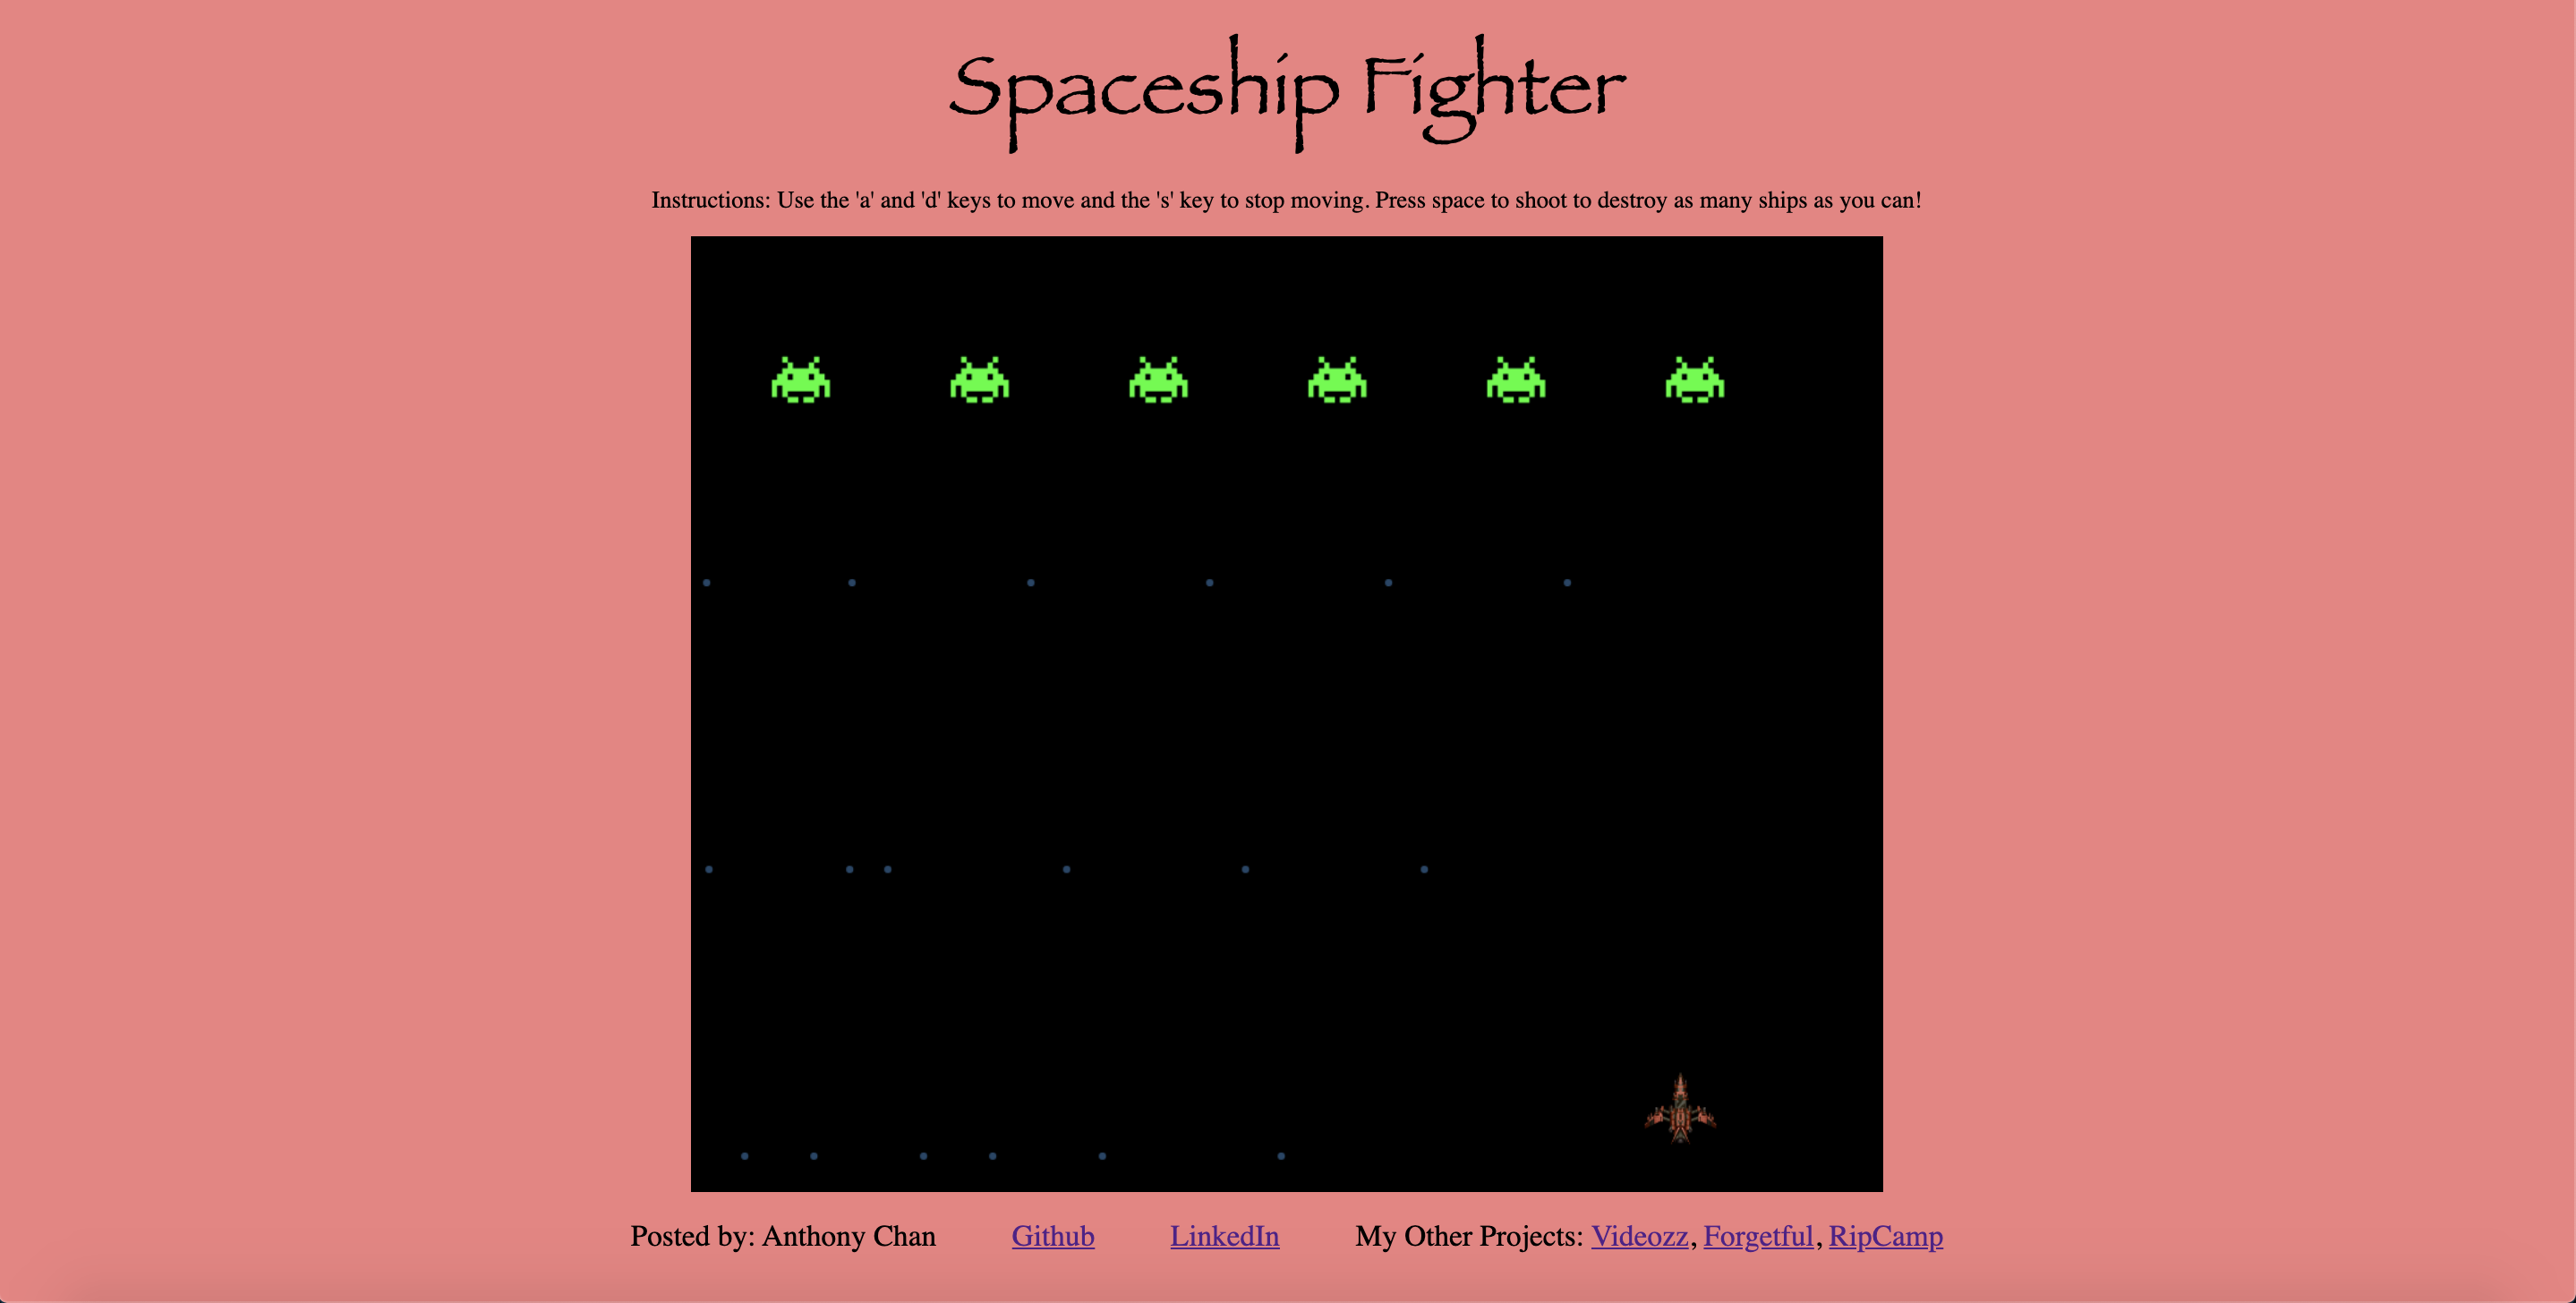 Spaceship Fighter
Instructions: Use the 'a' and 'd' keys to move and the 's' key to stop moving. Press space to shoot to destroy as many ships as you can!
Posted by: Anthony Chan Github LinkedIn My Other Projects: Videozz, Forgetful, RipCamp